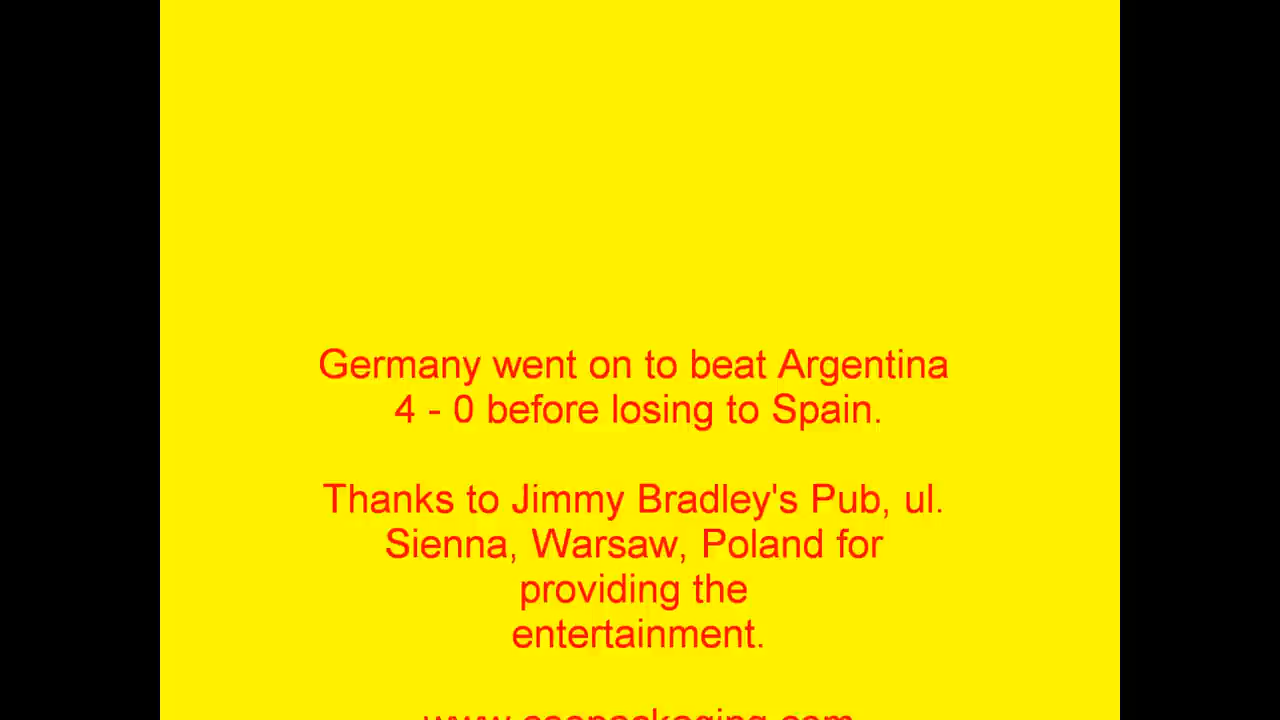 Germany went on to beat Argentina
4 - 0 before losing to Spain.
Thanks to Jimmy Bradley's Pub, ul.
Sienna, Warsaw, Poland for
providing the
entertainment.